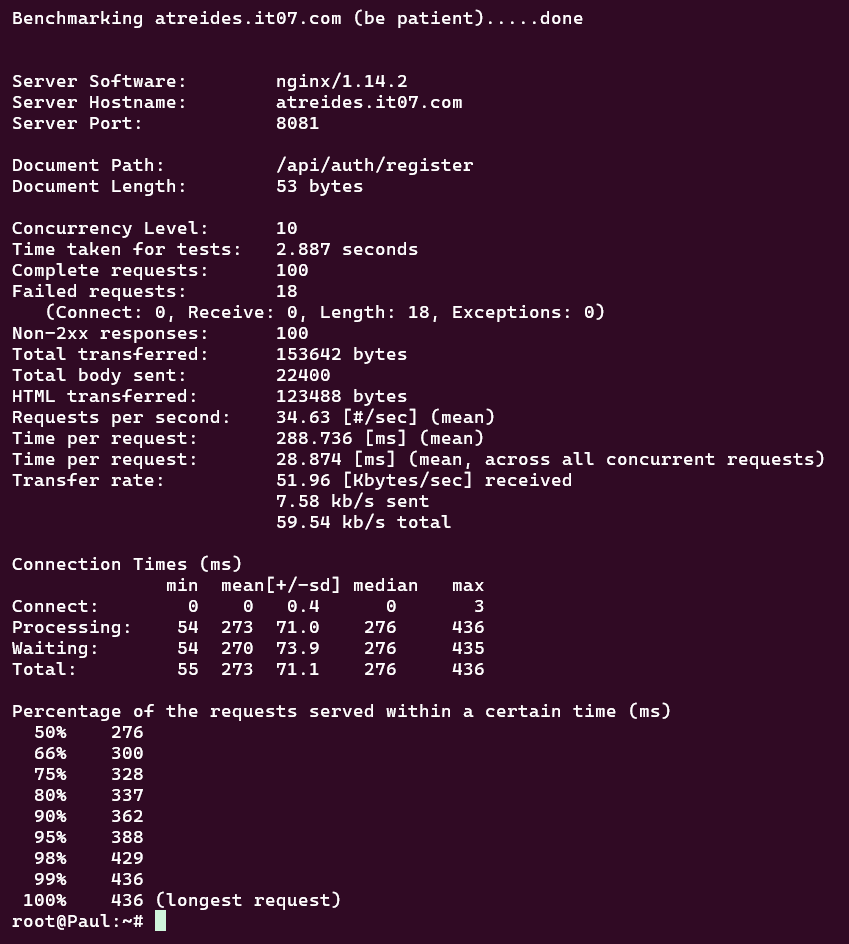 Benchmarking atreides.it07.com (be patient).....done
Server Software:        nginx/1.14.2
Server Hostname:        atreides.it07.com
Server Port:            8081
Document Path:          /api/auth/register
Document Length:        53 bytes
Concurrency Level:      10
Time taken for tests:   2.887 seconds
Complete requests:      100
Failed requests:        18
   (Connect: 0, Receive: 0, Length: 18, Exceptions: 0)
Non-2xx responses:      100
Total transferred:      153642 bytes
Total body sent:        22400
HTML transferred:       123488 bytes
Requests per second:    34.63 [#/sec] (mean)
Time per request:       288.736 [ms] (mean)
Time per request:       28.874 [ms] (mean, across all concurrent requests)
Transfer rate:          51.96 [Kbytes/sec] received
                        7.58 kb/s sent
                        59.54 kb/s total
Connection Times (ms)
              min  mean[+/-sd] median   max
Connect:        0    0   0.4      0       3
Processing:    54  273  71.0    276     436
Waiting:       54  270  73.9    276     435
Total:         55  273  71.1    276     436
Percentage of the requests served within a certain time (ms)
  50%    276
  66%    300
  75%    328
  80%    337
  90%    362
  95%    388
  98%    429
  99%    436
 100%    436 (longest request)
root@Paul:~#